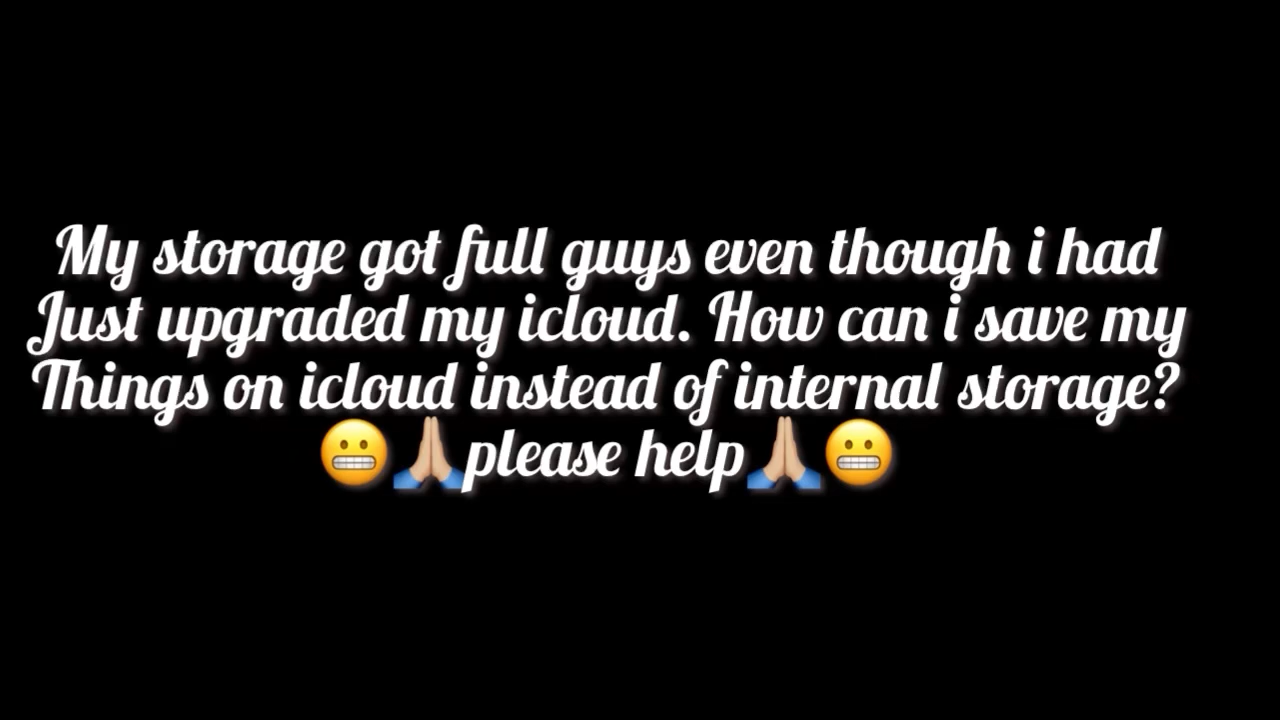 My storage got full guys even though i had
Just upgraded my icloud. How can i save my
Things on icloud instead of internal storage?
😬🙏🏼please help🙏🏼😬